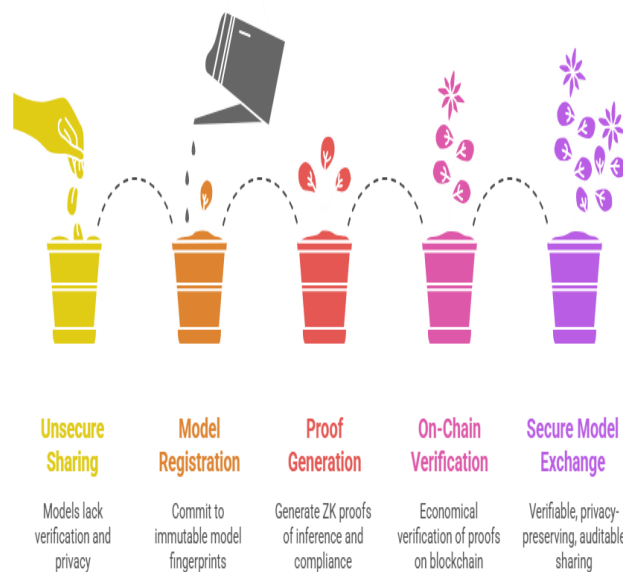 Unsecure
Sharing
Models lack
verification and
privacy
Model
Registration
Commit to
immutable model
fingerprints
Proof
Generation
Generate ZK proofs
of inference and
compliance
On-Chain
Verification
Economical
verification of proofs
on blockchain
Secure Model
Exchange
Verifiable, privacy-
preserving, auditable
sharing